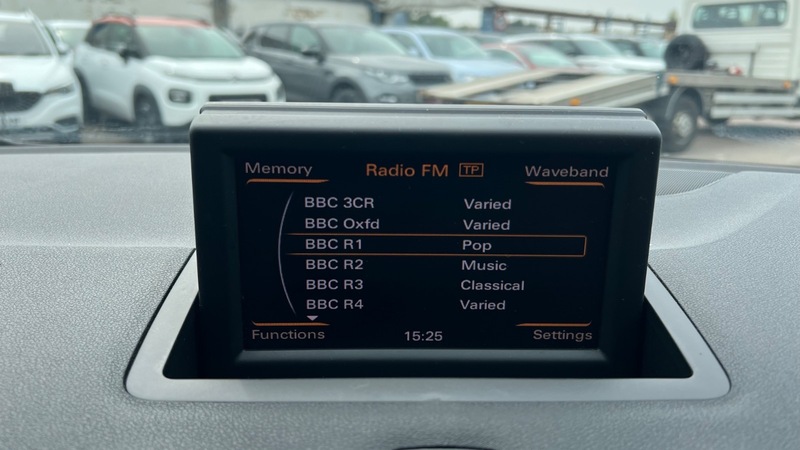 Memory Radio FM TP Waveband
BBC 3CR Varied
BBC Oxfd Varied
BBC R1 Pop
BBC R2 Music
BBC R3 Classical
BBC R4 Varied
Functions 15:25 Settings